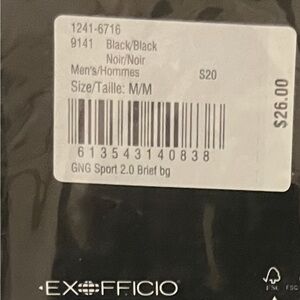 1241-6716
9141 Black/Black
Noir/Noir
Men's/Hommes S20
Size/Taille: M/M
$26.00
613543140838
GNG Sport 2.0 Brief bg
EXOFFICIO
FSC